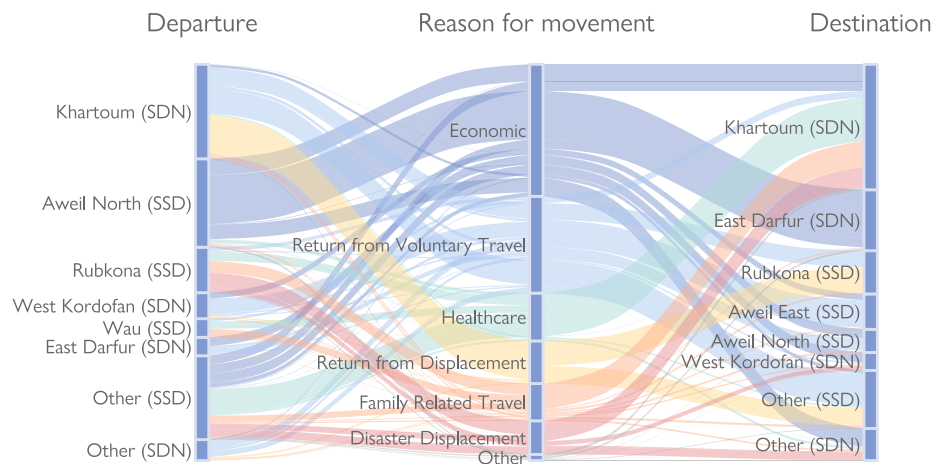 Departure
Reason for movement
Destination
Khartoum (SDN)
Aweil North (SSD)
Rubkona (SSD)
West Kordofan (SDN)
Wau (SSD)
East Darfur (SDN)
Other (SSD)
Other (SDN)
Economic
Return from Voluntary Travel
Healthcare
Return from Displacement
Family Related Travel
Disaster Displacement
Other
Khartoum (SDN)
East Darfur (SDN)
Rubkona (SSD)
Aweil East (SSD)
Aweil North (SSD)
West Kordofan (SDN)
Other (SSD)
Other (SDN)